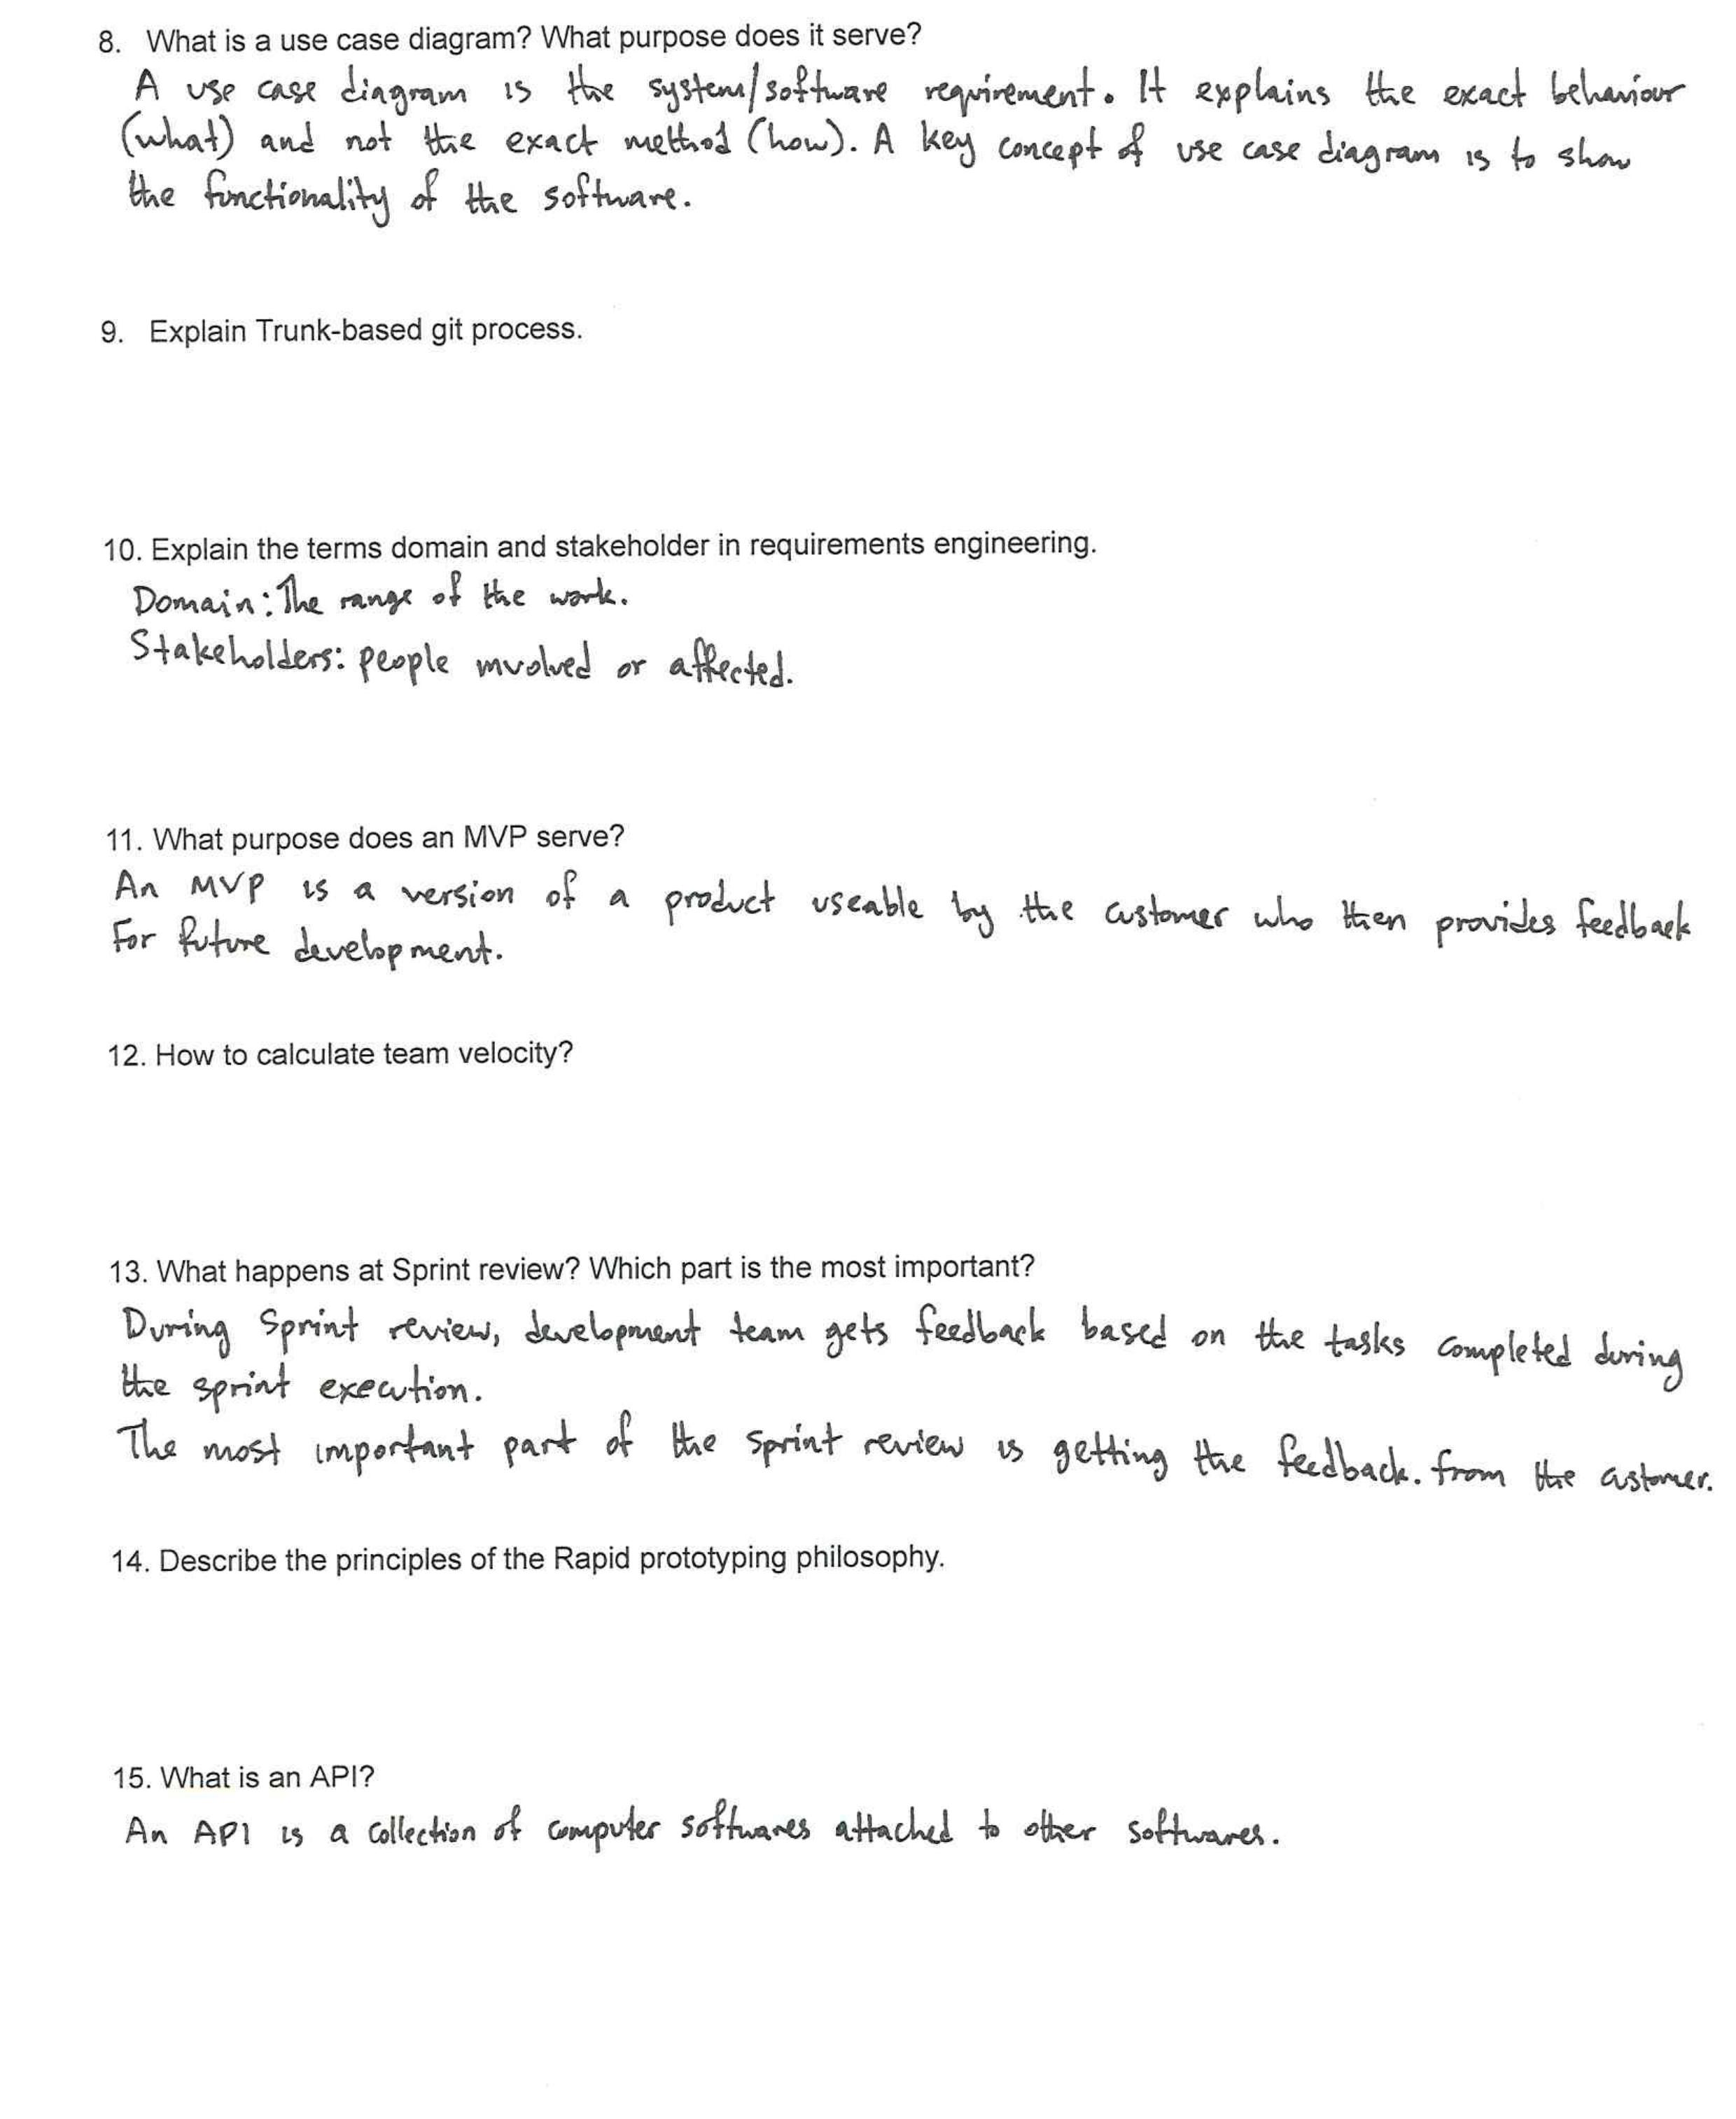 8. What is a use case diagram? What purpose does it serve?
A use case diagram is the system/software requirement. It explains the exact behaviour
(what) and not the exact method (how). A key concept of use case diagram is to show
the functionality of the software.
9. Explain Trunk-based git process.
10. Explain the terms domain and stakeholder in requirements engineering.
Domain: The range of the work.
Stakeholders: people involved or affected.
11. What purpose does an MVP serve?
An MVP is a version of a product useable by the customer who then provides feedback
For future development.
12. How to calculate team velocity?
13. What happens at Sprint review? Which part is the most important?
During Sprint review, development team gets feedback based on the tasks completed during
the sprint execution.
The most important part of the sprint review is getting the feedback. from the customer.
14. Describe the principles of the Rapid prototyping philosophy.
15. What is an API?
An API is a collection of computer softwares attached to other softwares.